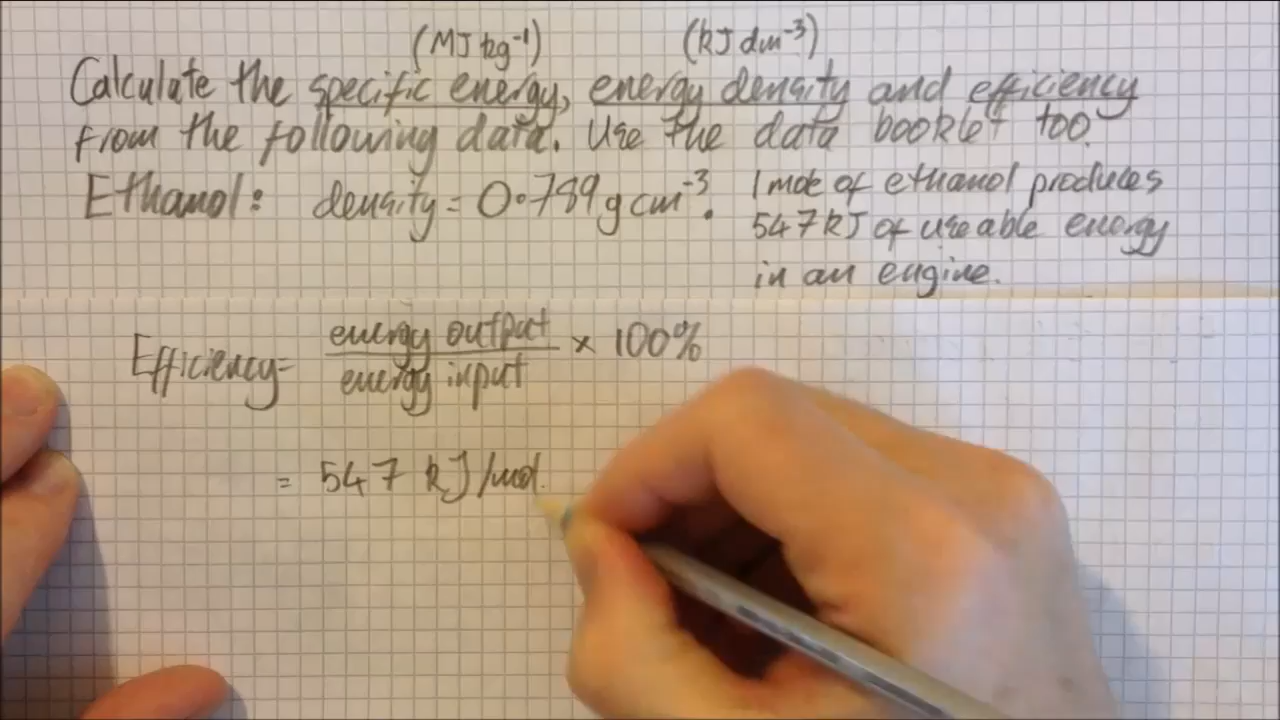 (MJ kg⁻¹) (kJ dm⁻³)
Calculate the specific energy, energy density and efficiency
from the following data. Use the data booklet too.
Ethanol: density = 0.789 g cm⁻³. 1 mole of ethanol produces
547 kJ of useable energy
in an engine.
Efficiency = energy output / energy input × 100%
= 547 kJ/mol.